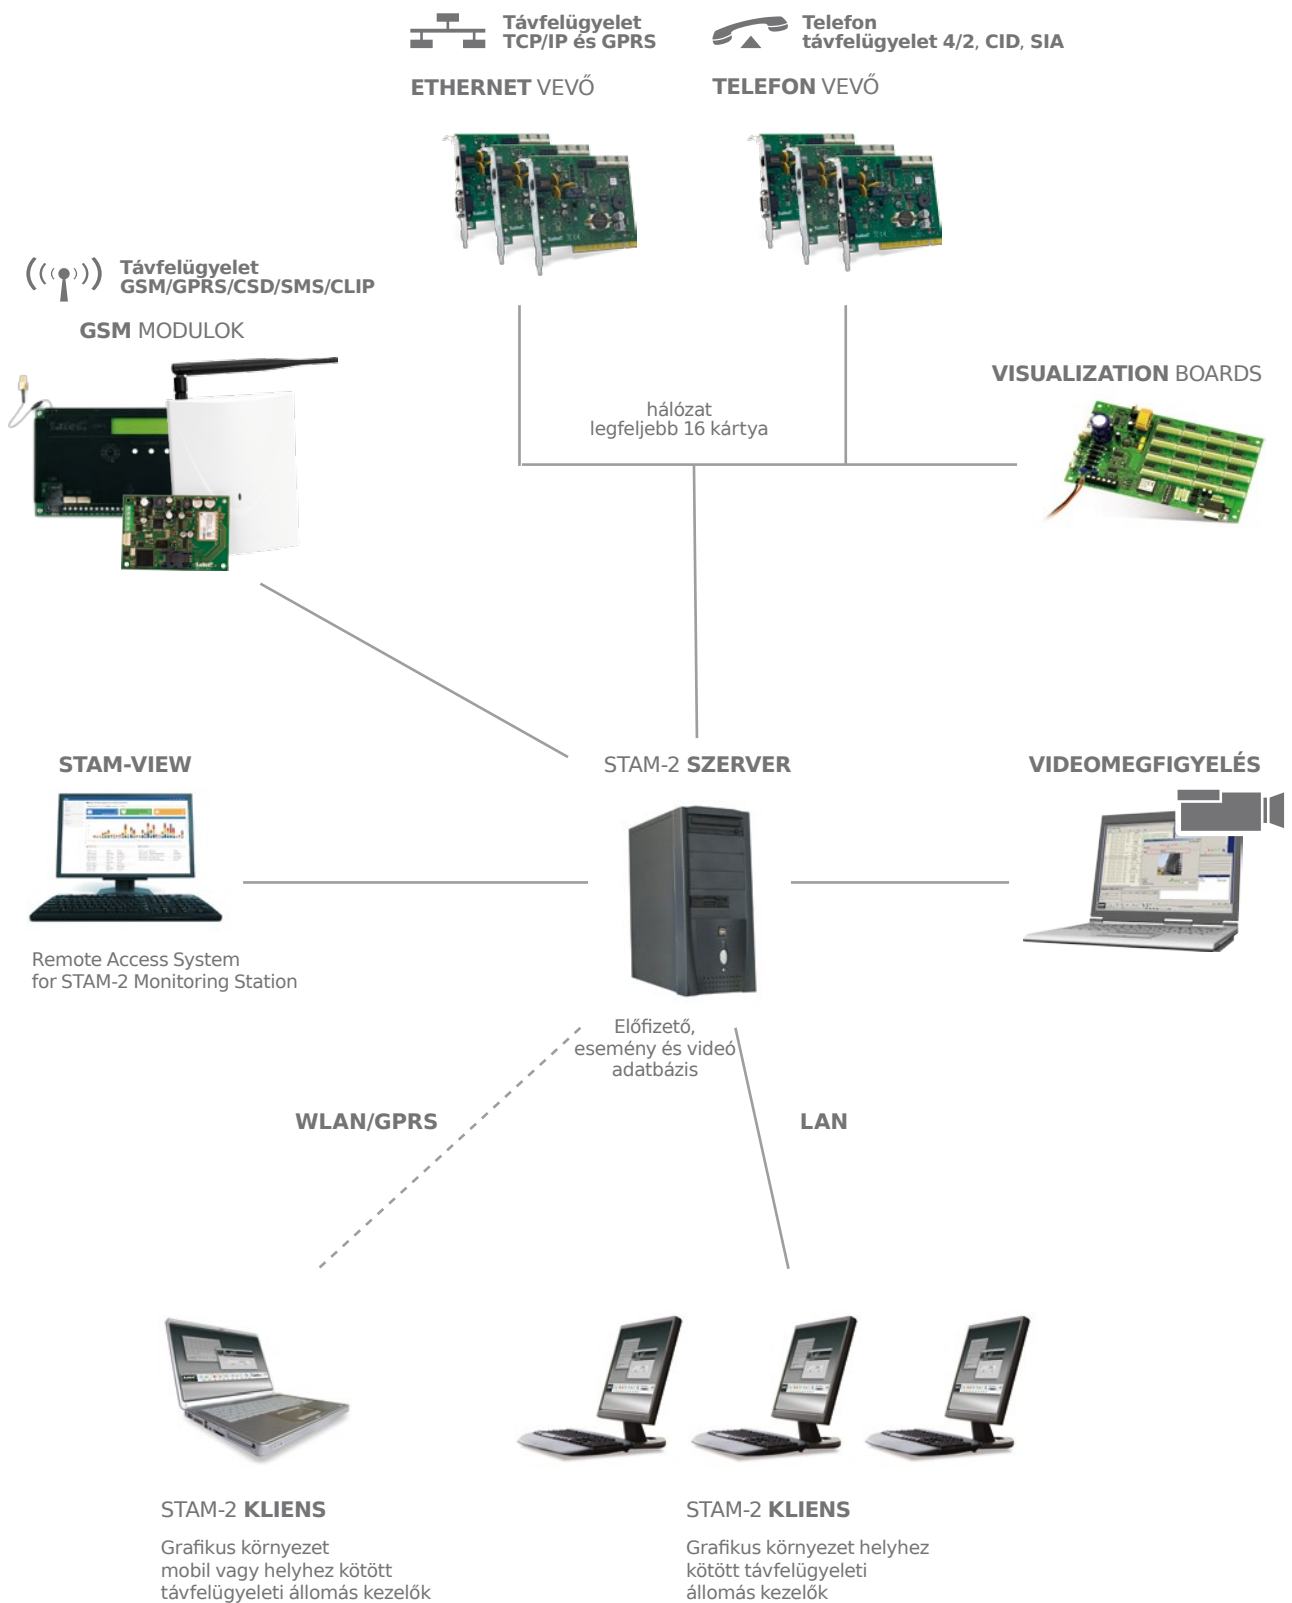 Távfelügyelet
TCP/IP és GPRS
ETHERNET VEVŐ
Telefon
távfelügyelet 4/2, CID, SIA
TELEFON VEVŐ
Távfelügyelet
GSM/GPRS/CSD/SMS/CLIP
GSM MODULOK
hálózat
legfeljebb 16 kártya
VISUALIZATION BOARDS
STAM-VIEW
Remote Access System
for STAM-2 Monitoring Station
STAM-2 SZERVER
Előfizető,
esemény és videó
adatbázis
VIDEOMEGFIGYELÉS
WLAN/GPRS
LAN
STAM-2 KLIENS
Grafikus környezet
mobil vagy helyhez kötött
távfelügyeleti állomás kezelők
STAM-2 KLIENS
Grafikus környezet helyhez
kötött távfelügyeleti
állomás kezelők